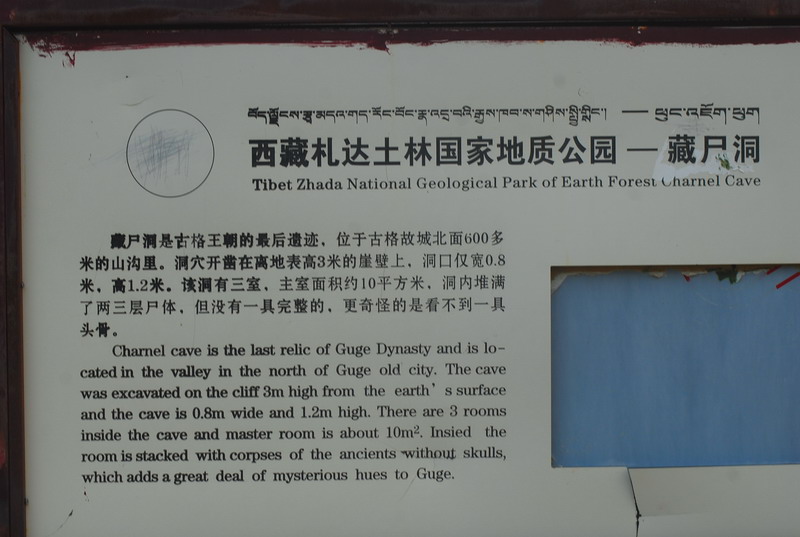 西藏札达土林国家地质公园 — 藏尸洞
Tibet Zhada National Geological Park of Earth Forest Charnel Cave
藏尸洞是古格王朝的最后遗迹，位于古格故城北面600多
米的山沟里。洞穴开凿在离地表高3米的崖壁上，洞口仅宽0.8
米，高1.2米。该洞有三室，主室面积约10平方米，洞内堆满
了两三层尸体，但没有一具完整的，更奇怪的是看不到一具
头骨。
Charnel cave is the last relic of Guge Dynasty and is lo-
cated in the valley in the north of Guge old city. The cave
was excavated on the cliff 3m high from the earth’s surface
and the cave is 0.8m wide and 1.2m high. There are 3 rooms
inside the cave and master room is about 10m². Insied the
room is stacked with corpses of the ancients without skulls,
which adds a great deal of mysterious hues to Guge.